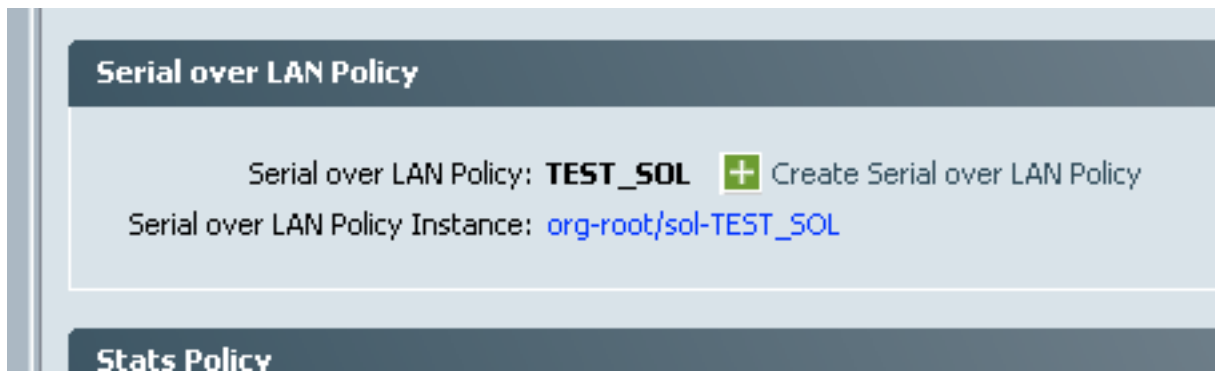 Serial over LAN Policy
Serial over LAN Policy: TEST_SOL Create Serial over LAN Policy
Serial over LAN Policy Instance: org-root/sol-TEST_SOL
Stats Policy